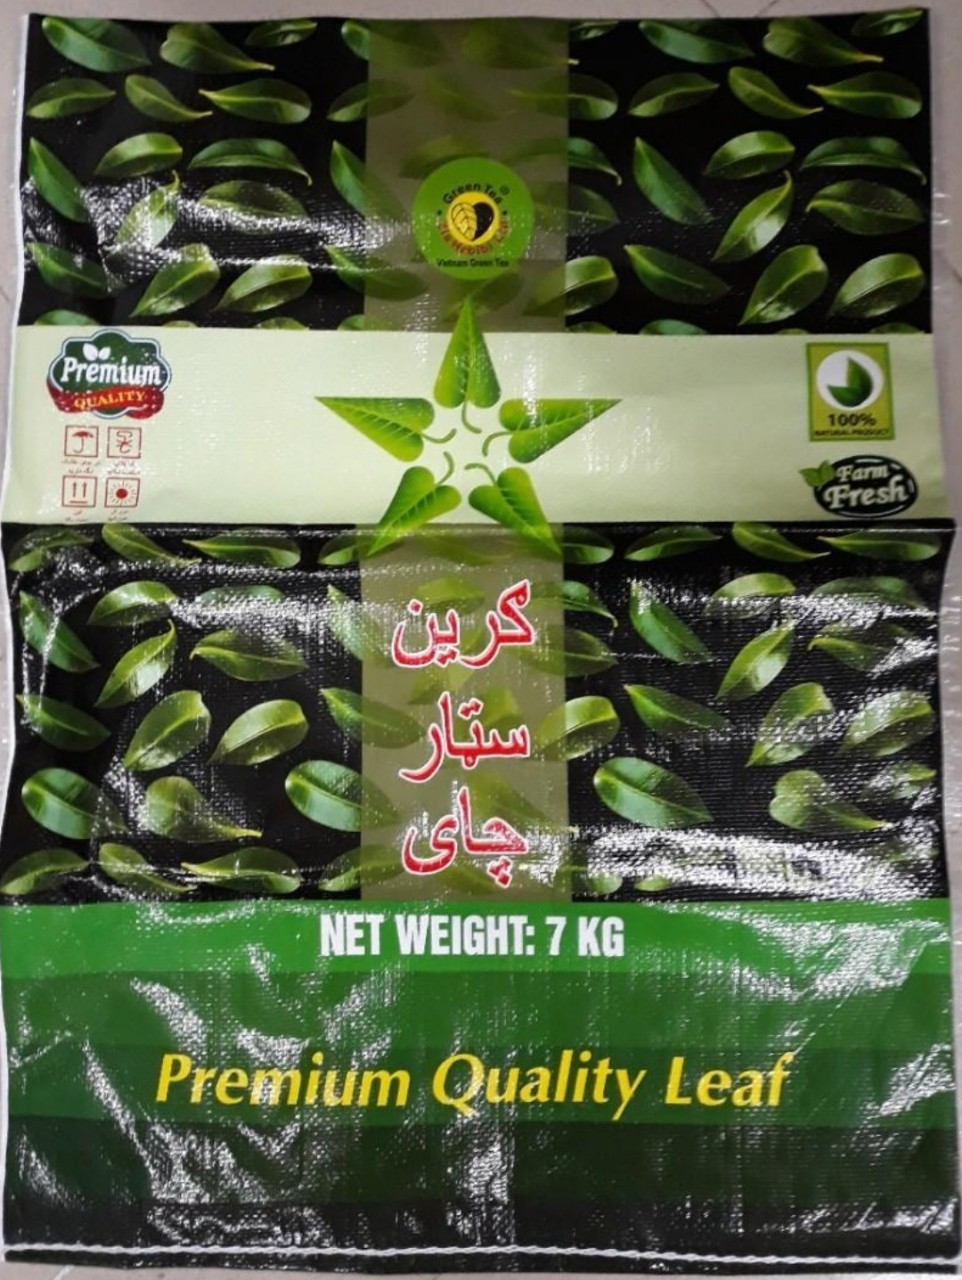 Green Tea ®
Vietnam Green Tea
Premium
QUALITY
100%
NATURAL PRODUCT
Farm
Fresh
ګرین
ستار
چای
NET WEIGHT: 7 KG
Premium Quality Leaf